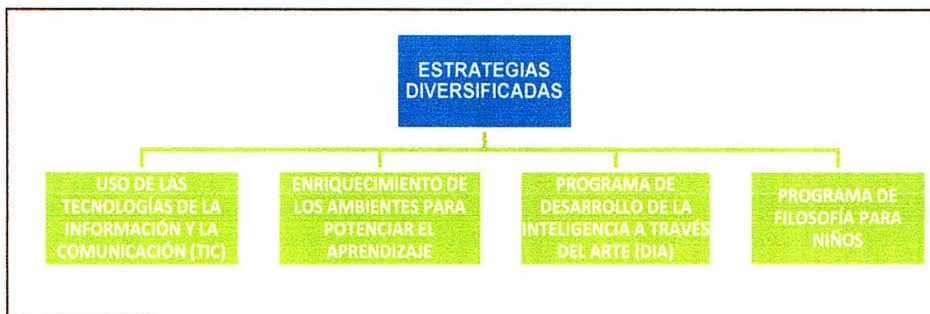 ESTRATEGIAS
DIVERSIFICADAS
USO DE LAS
TECNOLOGÍAS DE LA
INFORMACIÓN Y LA
COMUNICACIÓN (TIC)
ENRIQUECIMIENTO DE
LOS AMBIENTES PARA
POTENCIAR EL
APRENDIZAJE
PROGRAMA DE
DESARROLLO DE LA
INTELIGENCIA A TRAVÉS
DEL ARTE (DIA)
PROGRAMA DE
FILOSOFÍA PARA
NIÑOS